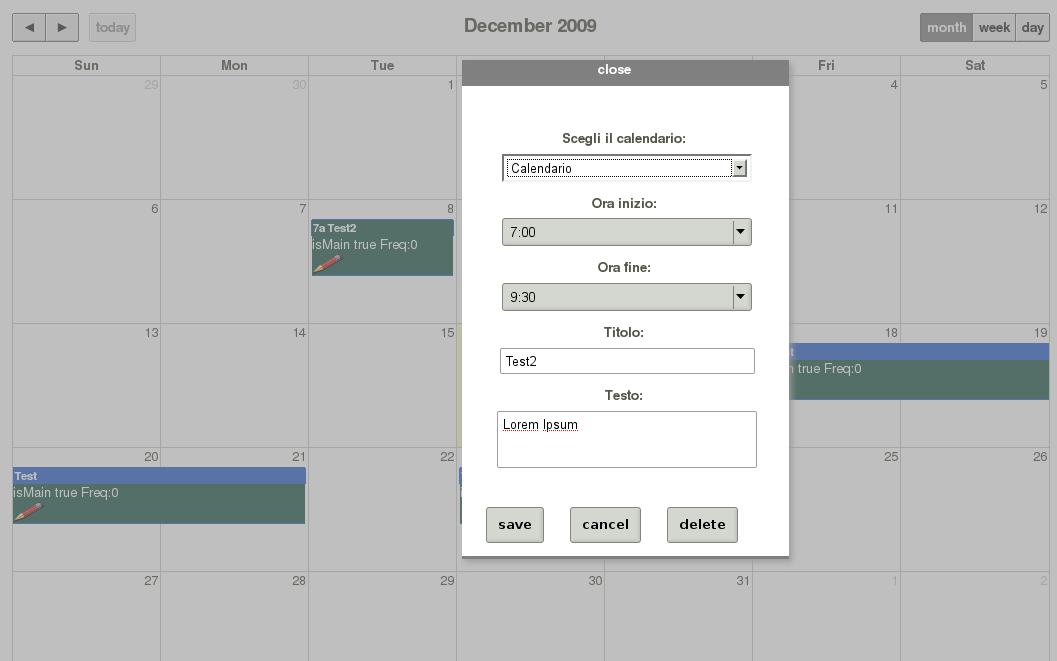 ◄ ► today December 2009 month week day
Sun Mon Tue Fri Sat
29 30 1 4 5
6 7 8 11 12
7a Test2
isMain true Freq:0
13 14 15 18 19
true Freq:0
20 21 22 25 26
Test
isMain true Freq:0
27 28 29 30 31 1 2
close
Scegli il calendario:
Calendario
Ora inizio:
7:00
Ora fine:
9:30
Titolo:
Test2
Testo:
Lorem Ipsum
save cancel delete